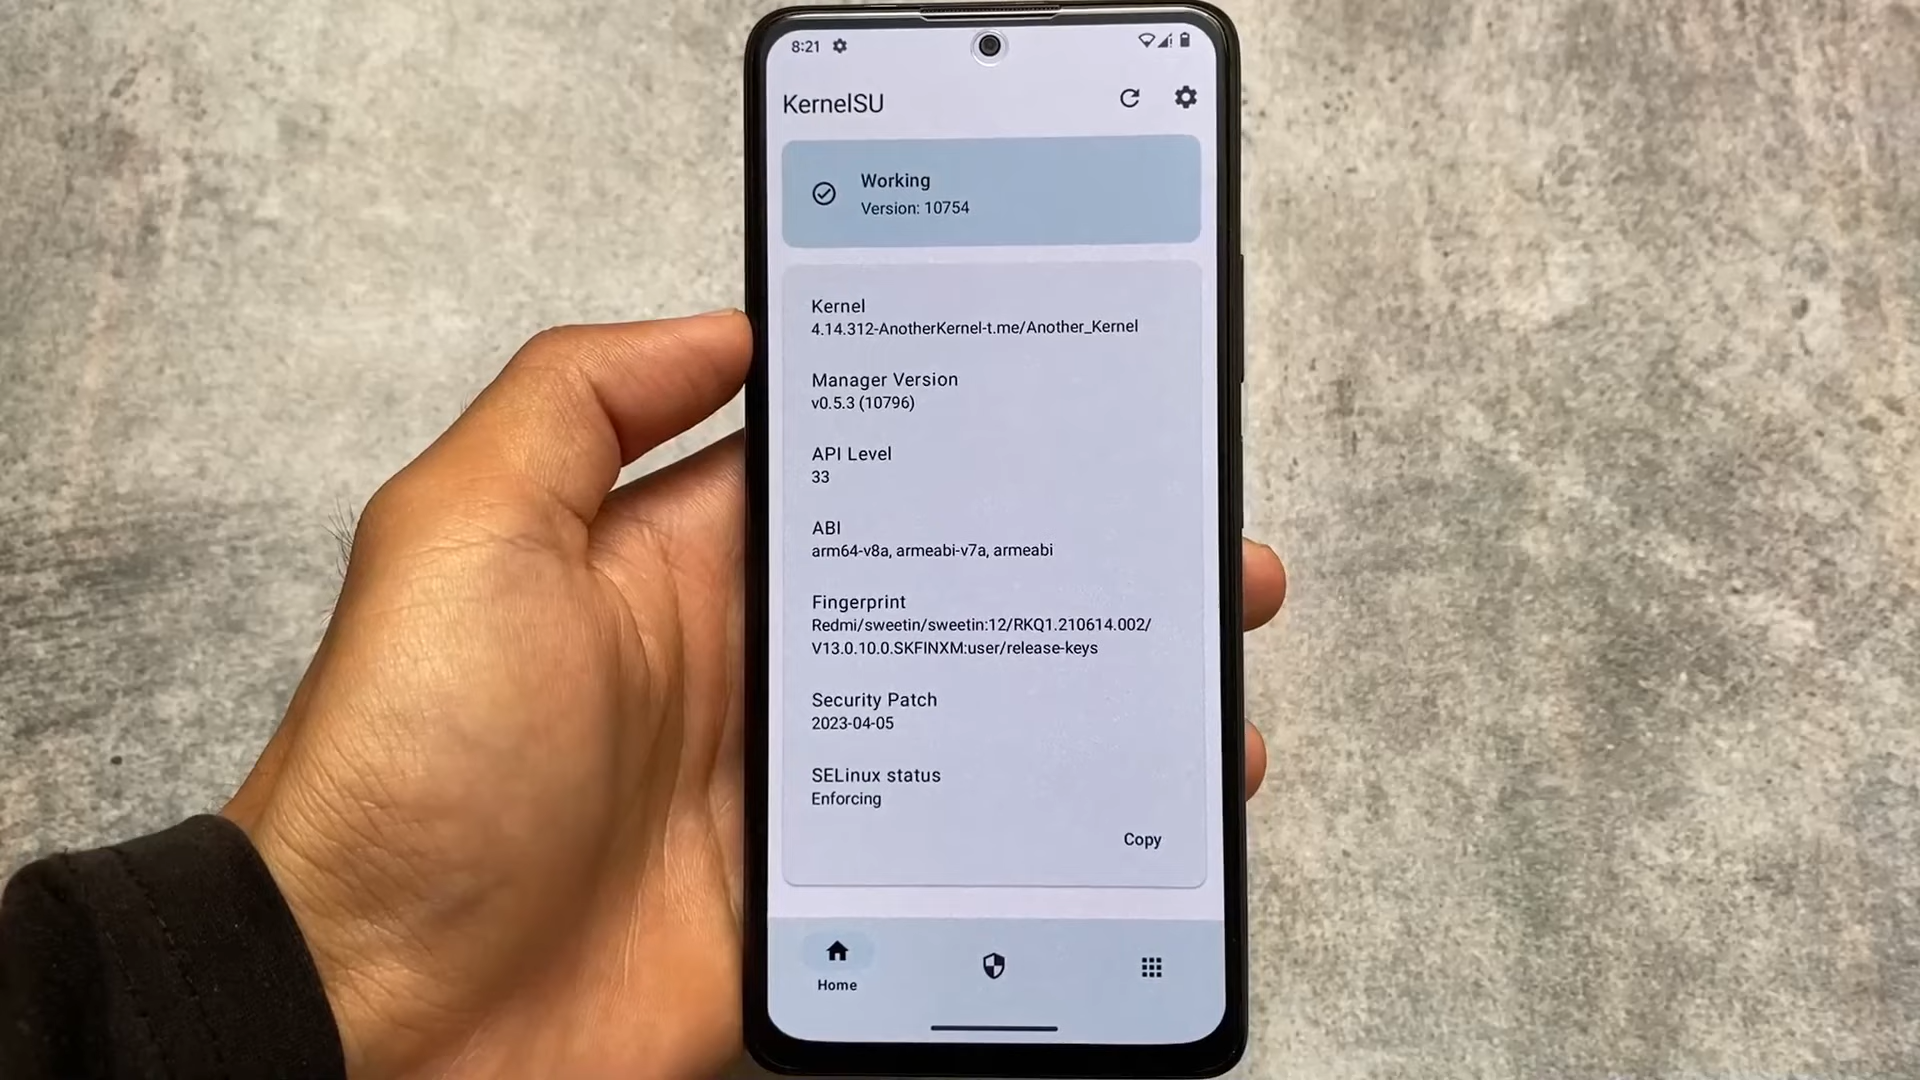 8:21
KernelSU
Working
Version: 10754
Kernel
4.14.312-AnotherKernel-t.me/Another_Kernel
Manager Version
v0.5.3 (10796)
API Level
33
ABI
arm64-v8a, armeabi-v7a, armeabi
Fingerprint
Redmi/sweetin/sweetin:12/RKQ1.210614.002/
V13.0.10.0.SKFINXM:user/release-keys
Security Patch
2023-04-05
SELinux status
Enforcing
Copy
Home